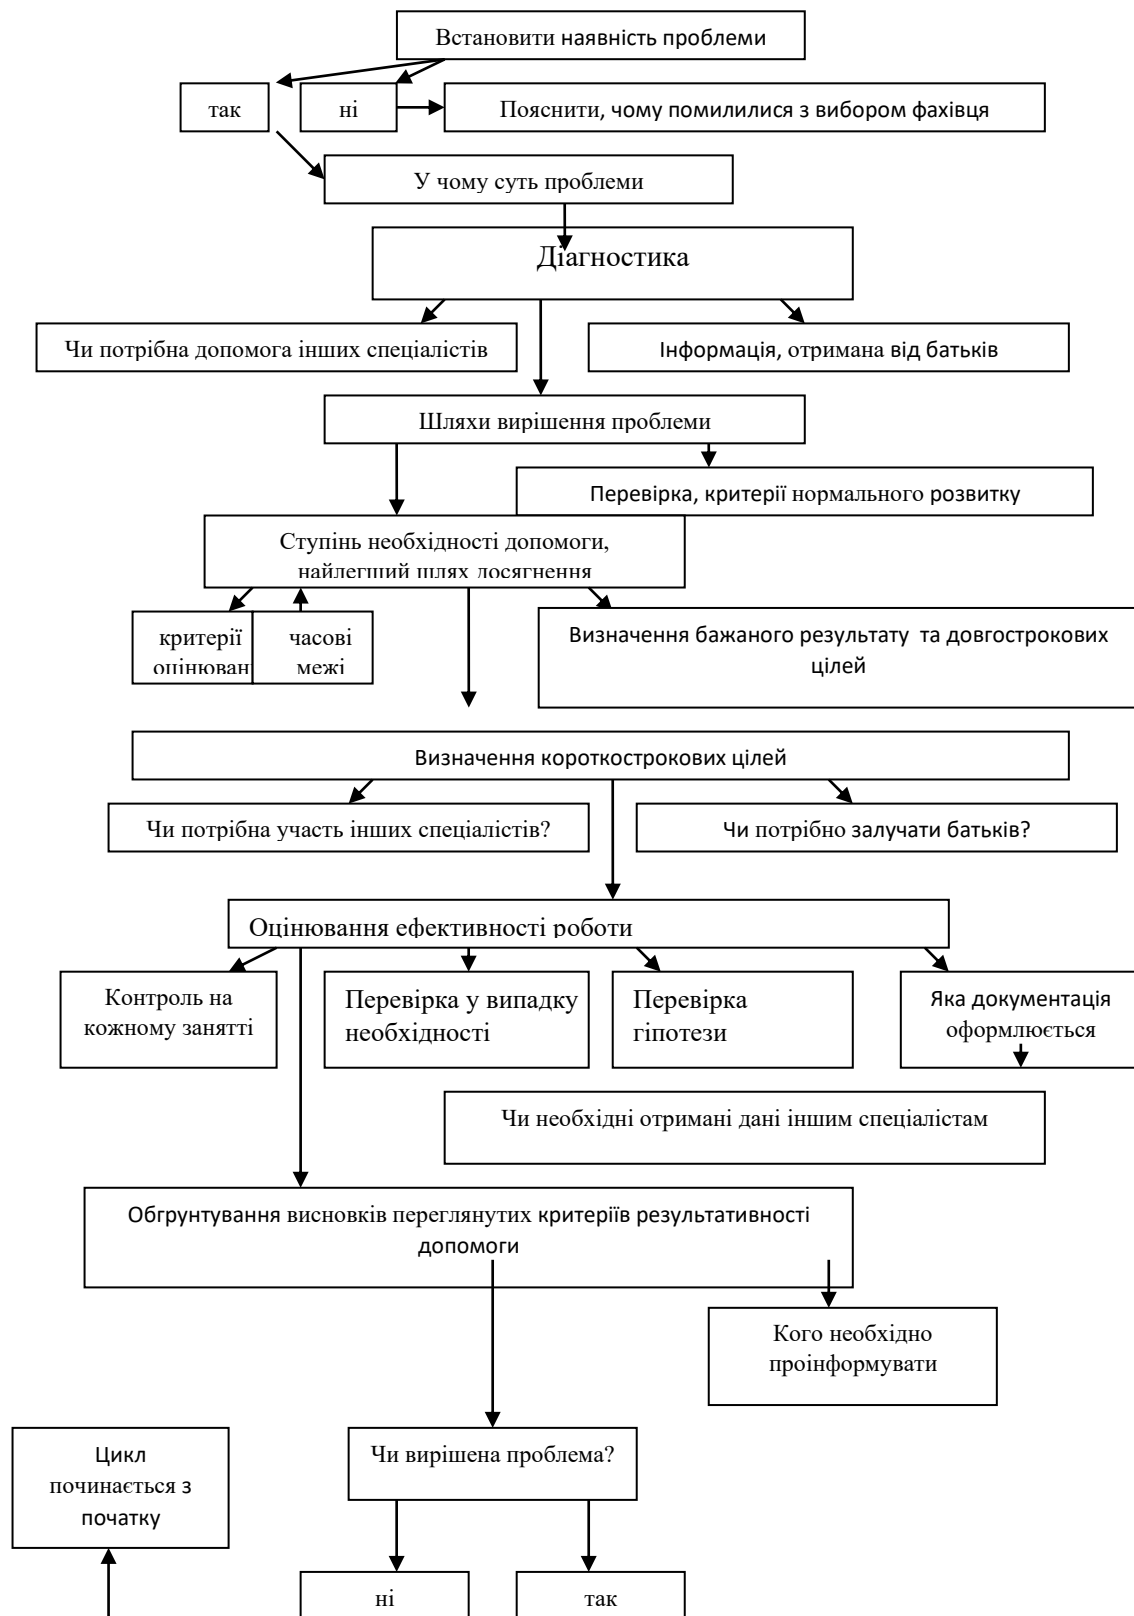 Встановити наявність проблеми
так
ні
Пояснити, чому помилилися з вибором фахівця
У чому суть проблеми
Діагностика
Чи потрібна допомога інших спеціалістів
Інформація, отримана від батьків
Шляхи вирішення проблеми
Перевірка, критерії нормального розвитку
Ступінь необхідності допомоги,
найлегший шлях досягнення
критерії
оцінюван
часові
межі
Визначення бажаного результату та довгострокових
цілей
Визначення короткострокових цілей
Чи потрібна участь інших спеціалістів?
Чи потрібно залучати батьків?
Оцінювання ефективності роботи
Контроль на
кожному занятті
Перевірка у випадку
необхідності
Перевірка
гіпотези
Яка документація
оформлюється
Чи необхідні отримані дані іншим спеціалістам
Обгрунтування висновків переглянутих критеріїв результативності
допомоги
Кого необхідно
проінформувати
Цикл
починається з
початку
Чи вирішена проблема?
ні
так